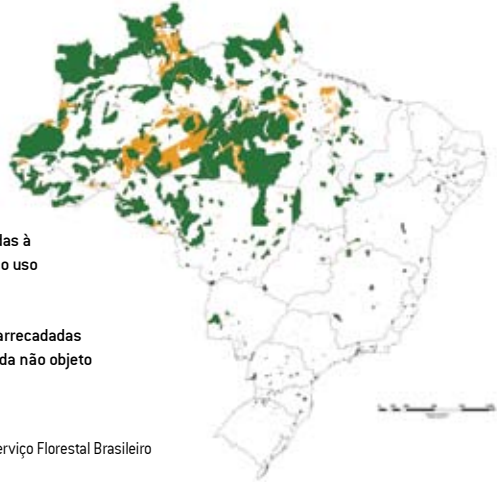 das à
o uso
arrecadadas
da não objeto
erviço Florestal Brasileiro